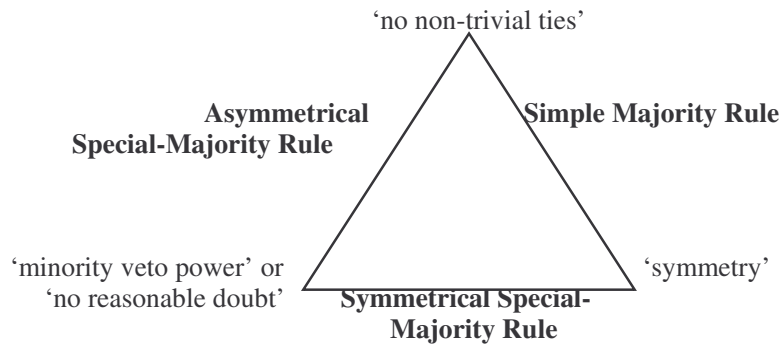 ‘no non-trivial ties’
Asymmetrical
Special-Majority Rule
Simple Majority Rule
‘minority veto power’ or
‘no reasonable doubt’
‘symmetry’
Symmetrical Special-
Majority Rule